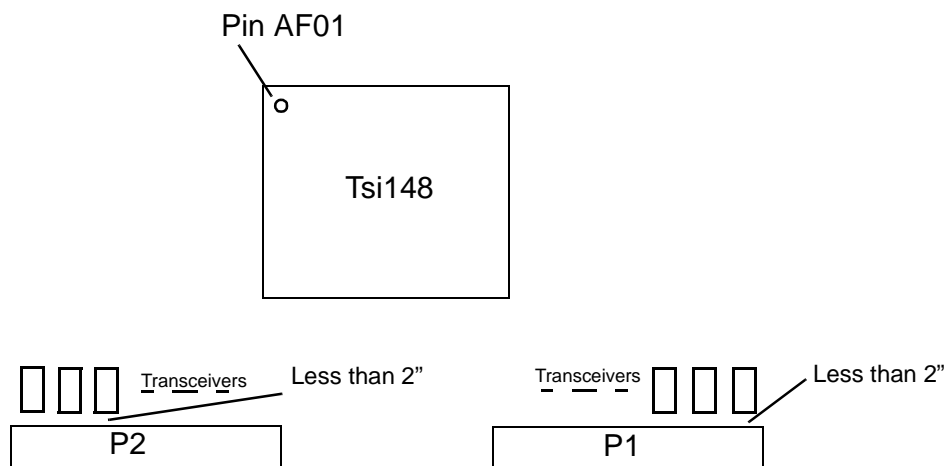 Pin AF01
Tsi148
Transceivers
Less than 2”
Transceivers
Less than 2”
P2
P1